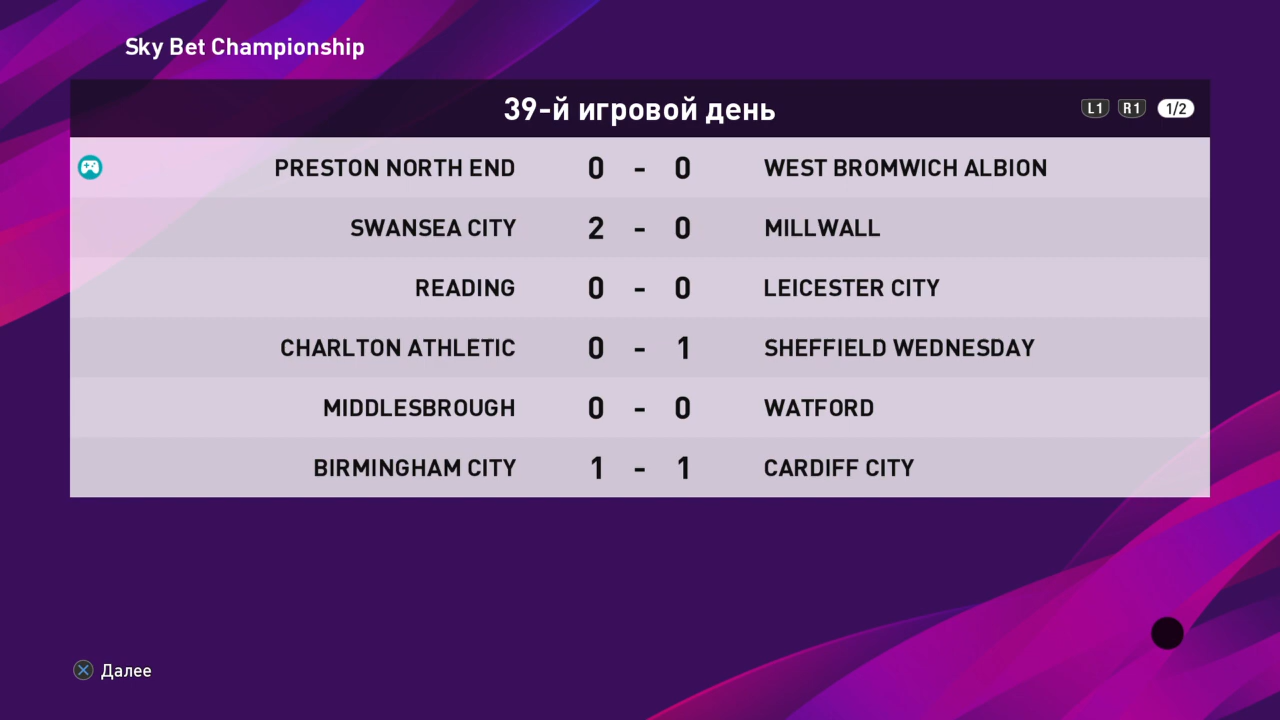 Sky Bet Championship
39-й игровой день L1 R1 1/2
PRESTON NORTH END 0 - 0 WEST BROMWICH ALBION
SWANSEA CITY 2 - 0 MILLWALL
READING 0 - 0 LEICESTER CITY
CHARLTON ATHLETIC 0 - 1 SHEFFIELD WEDNESDAY
MIDDLESBROUGH 0 - 0 WATFORD
BIRMINGHAM CITY 1 - 1 CARDIFF CITY
Далее